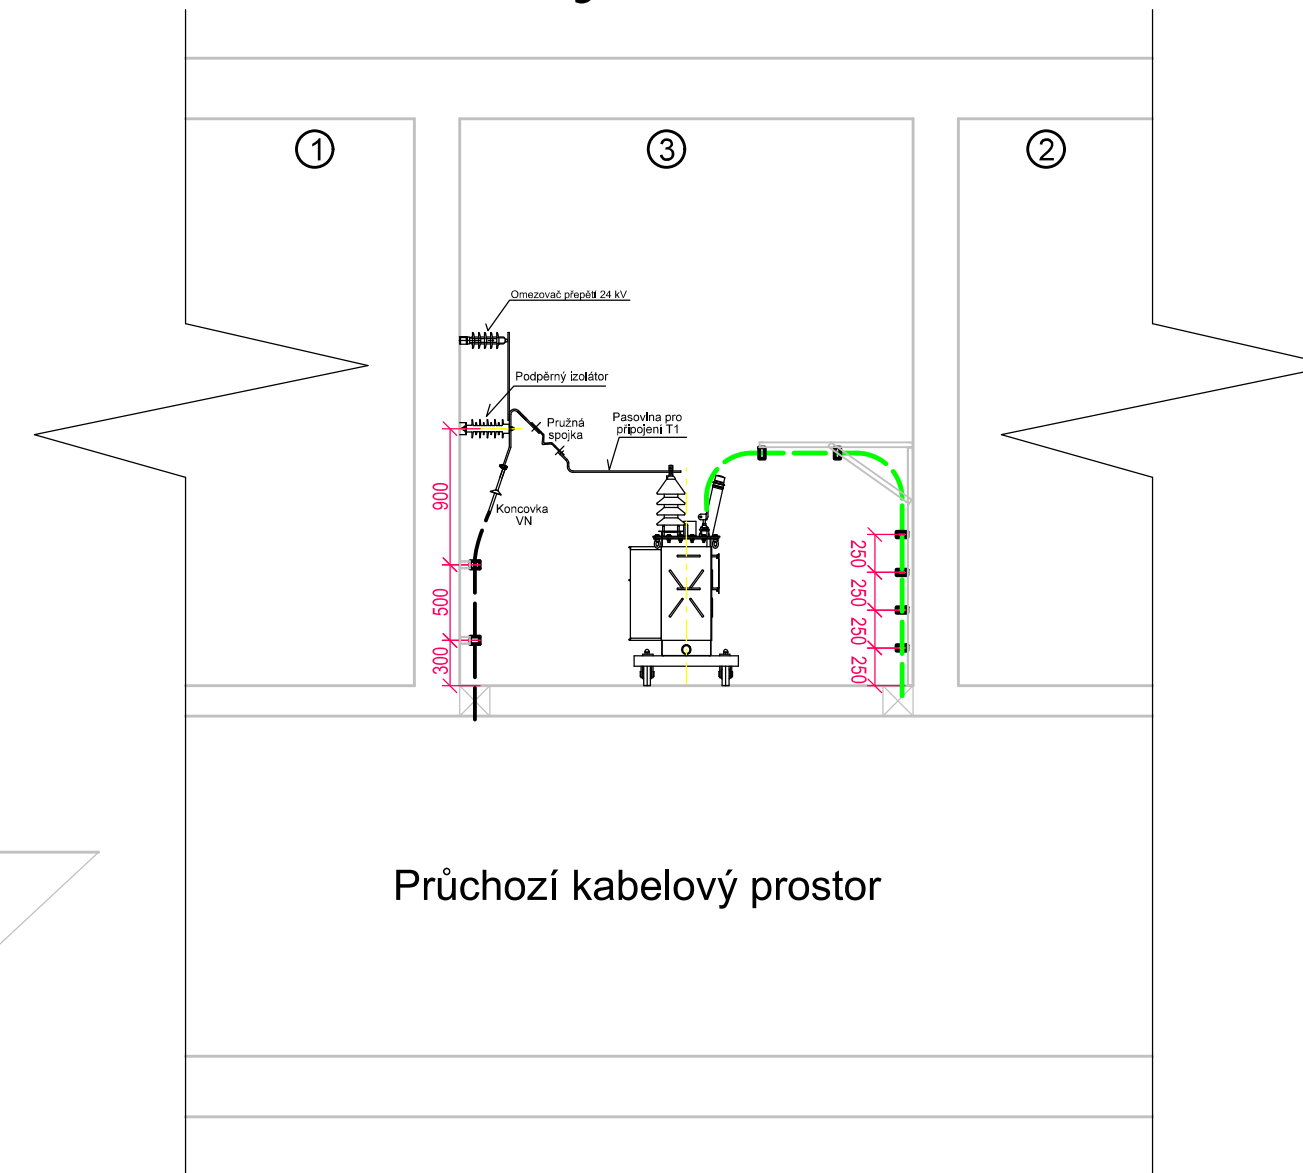 1
3
2
Omezovač přepětí 24 kV
Podpěrný izolátor
Pružná
spojka
Pasovina pro
připojení T1
Koncovka
VN
900
500
300
250
250
250
250
Průchozí kabelový prostor